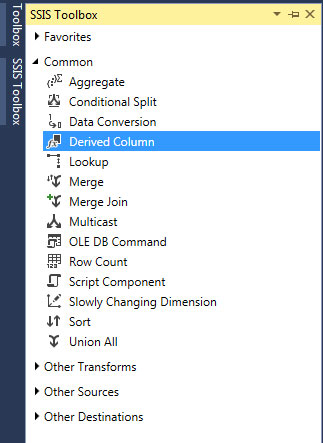 SSIS Toolbox
Toolbox
SSIS Toolbox
Favorites
Common
Aggregate
Conditional Split
Data Conversion
Derived Column
Lookup
Merge
Merge Join
Multicast
OLE DB Command
Row Count
Script Component
Slowly Changing Dimension
Sort
Union All
Other Transforms
Other Sources
Other Destinations